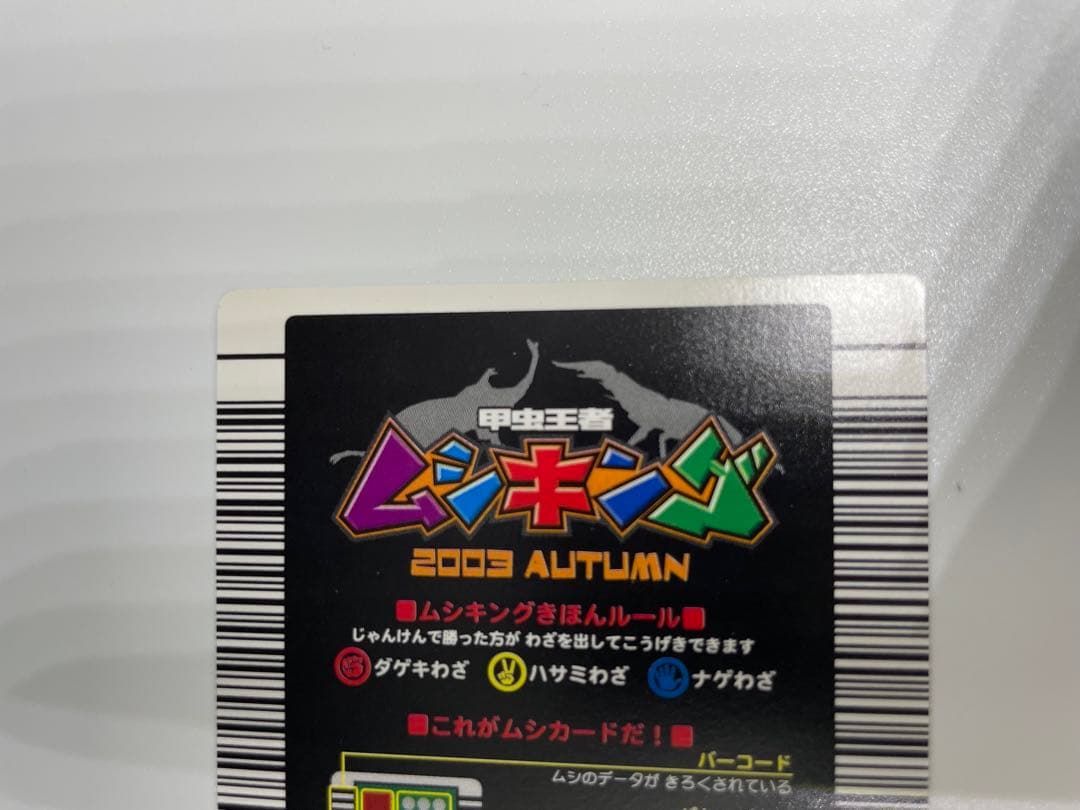 甲虫王者
ムシキング
2003 AUTUMN
■ムシキングきほんルール■
じゃんけんで勝った方が わざを出してこうげきできます
ダゲキわざ ハサミわざ ナゲわざ
■これがムシカードだ！■
バーコード
ムシのデータが きろくされている